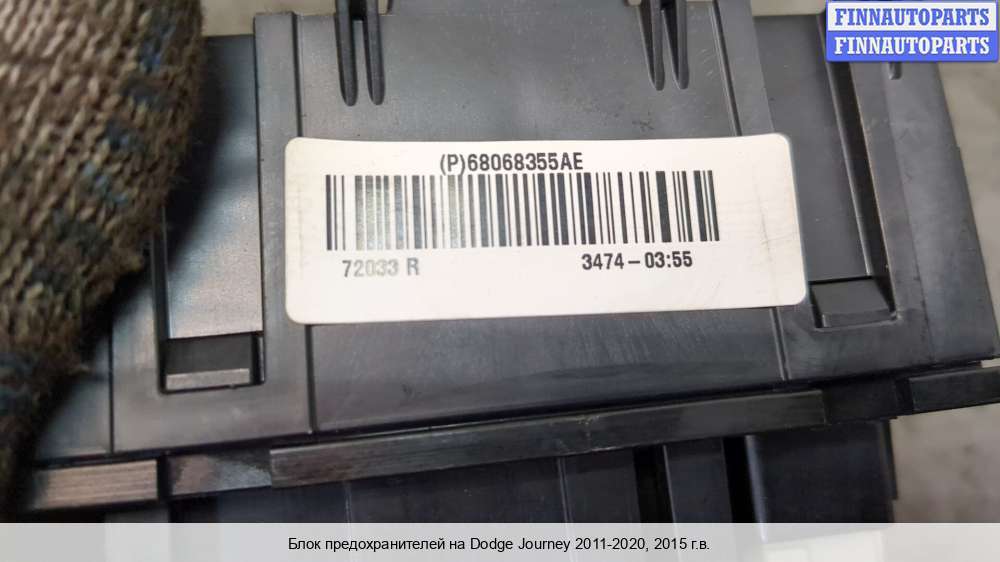 FINNAUTOPARTS
FINNAUTOPARTS
(P)68068355AE
72033 R 3474-03:55
Блок предохранителей на Dodge Journey 2011-2020, 2015 г.в.